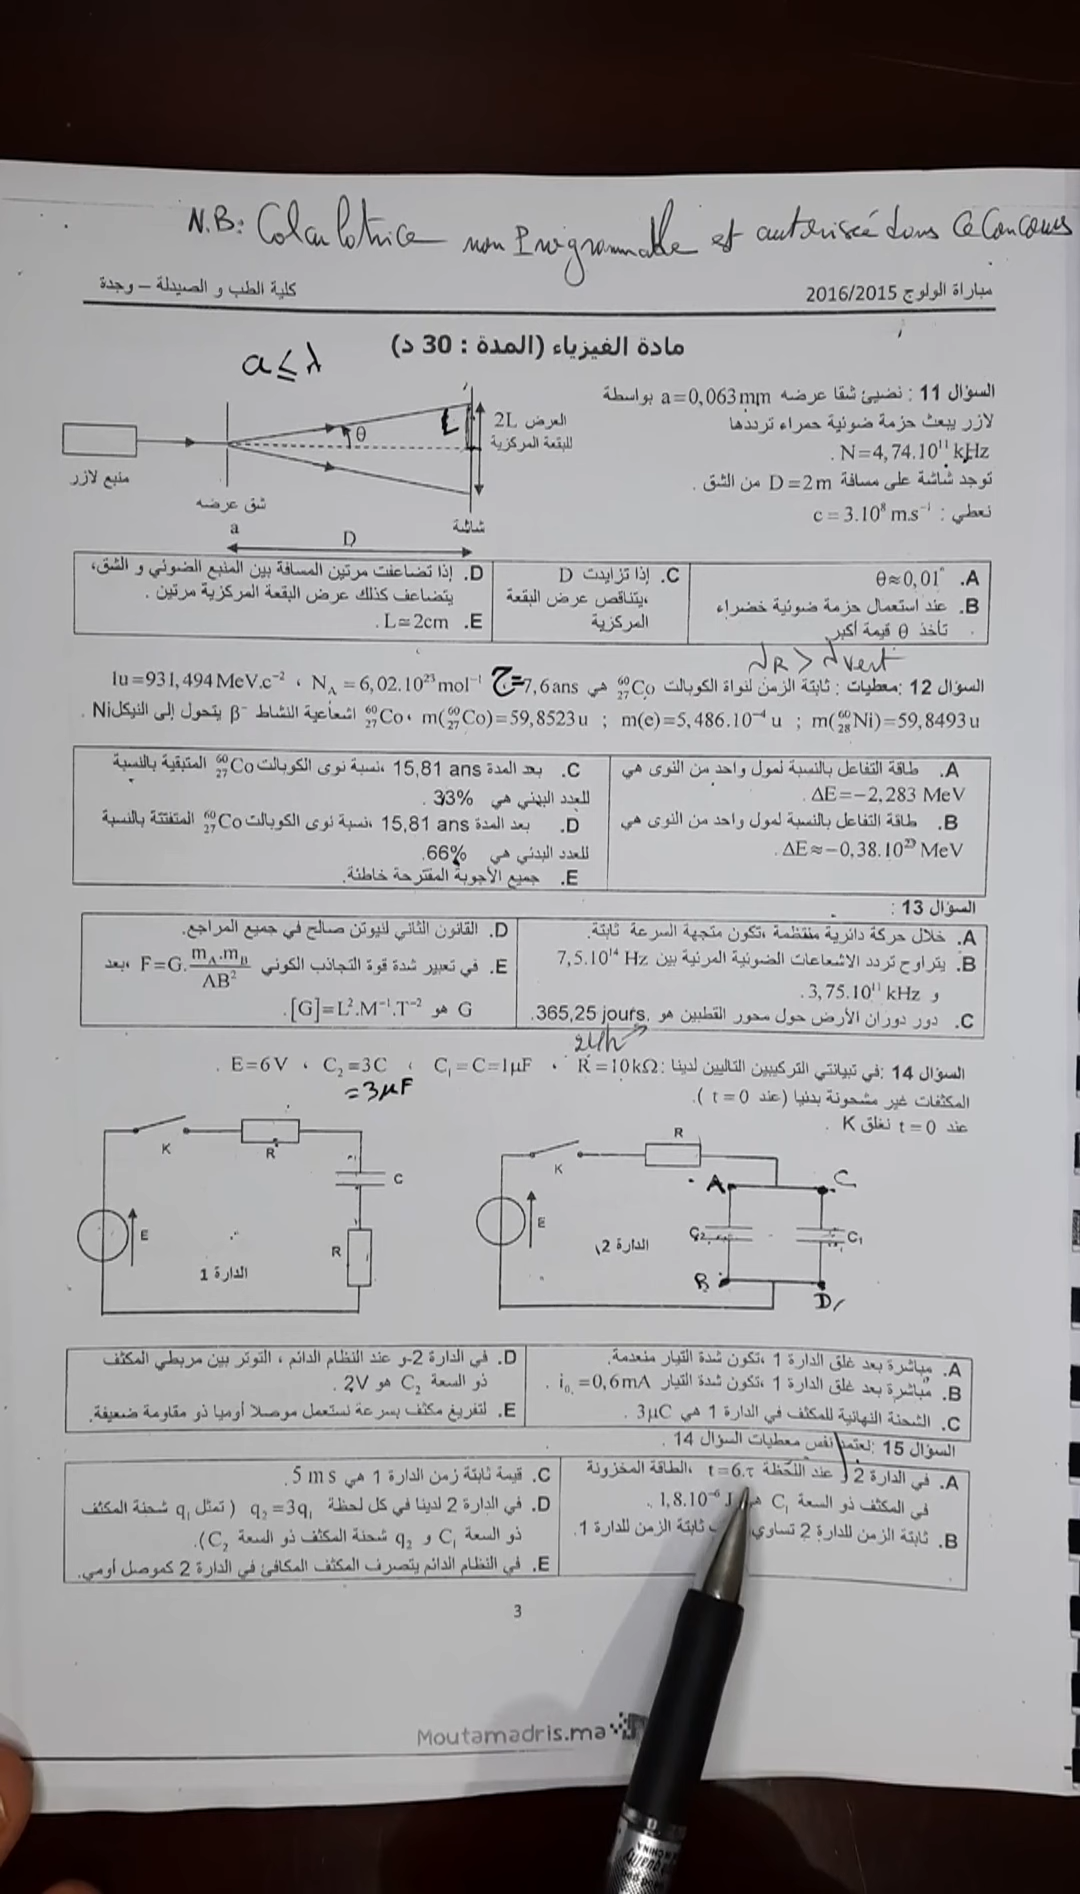 N.B: Calculatrice non Programmable est autorisée dans ce Concours
مباراة الولوج 2016/2015
كلية الطب و الصيدلة – وجدة
مادة الفيزياء (المدة : 30 د)
a ≤ λ
السؤال 11 : نضيئ شقا عرضه a=0,063mm بواسطة
لازر يبعث حزمة ضوئية حمراء ترددها
N=4,74.10¹¹ kHz .
توجد شاشة على مسافة D=2m من الشق .
نعطي : c = 3.10⁸ m.s⁻¹
θ
L
العرض 2L
للبقعة المركزية
منبع لازر
شق عرضه
a
شاشة
D
A. θ≈0,01°
B. عند استعمال حزمة ضوئية خضراء
تأخذ θ قيمة أكبر .
C. إذا تزايدت D
،يتناقص عرض البقعة
المركزية
D. إذا تضاعفت مرتين المسافة بين المنبع الضوئي و الشق،
يتضاعف كذلك عرض البقعة المركزية مرتين .
E. L≃2cm .
λR > λvert
السؤال 12 :معطيات : ثابتة الزمن لنواة الكوبالت ⁶⁰₂₇Co هي τ=7,6ans ، N_A = 6,02.10²³mol⁻¹ ، 1u=931,494MeV.c⁻²
m(⁶⁰₂₈Ni)=59,8493u ; m(e)=5,486.10⁻⁴ u ; m(⁶⁰₂₇Co)=59,8523u ، ⁶⁰₂₇Co اشعاعية النشاط β⁻ يتحول إلى النيكل Ni .
A. طاقة التفاعل بالنسبة لمول واحد من النوى هي
ΔE=−2,283 MeV .
B. طاقة التفاعل بالنسبة لمول واحد من النوى هي
ΔE≈−0,38.10²³ MeV .
C. بعد المدة 15,81 ans ،نسبة نوى الكوبالت ⁶⁰₂₇Co المتبقية بالنسبة
للعدد البدئي هي 33% .
D. بعد المدة 15,81 ans ،نسبة نوى الكوبالت ⁶⁰₂₇Co المتفتتة بالنسبة
للعدد البدئي هي 66%.
E. جميع الأجوبة المقترحة خاطئة.
السؤال 13 :
A. خلال حركة دائرية منتظمة ،تكون متجهة السرعة ثابتة.
B. يتراوح تردد الاشعاعات الضوئية المرئية بين 7,5.10¹⁴ Hz
و 3,75.10¹¹ kHz .
C. دور دوران الأرض حول محور القطبين هو 365,25 jours.
24h
D. القانون الثاني لنيوتن صالح في جميع المراجع.
E. في تعبير شدة قوة التجاذب الكوني F=G.m_A.m_B/AB² ،بعد
G هو [G]=L².M⁻¹.T⁻² .
السؤال 14 :في تبيانتي التركيبين التاليين لدينا : R=10kΩ ، C₁=C=1µF ، C₂=3C ، E=6V .
=3µF
المكثفات غير مشحونة بدئيا (عند t=0 ).
عند t=0 نغلق K .
K
R
C
E
R
الدارة 1
K
R
A
C
E
C₂
C₁
الدارة 2
B
D
A. مباشرة بعد غلق الدارة 1 ،تكون شدة التيار منعدمة.
B. مباشرة بعد غلق الدارة 1 ،تكون شدة التيار i₀=0,6mA .
C. الشحنة النهائية للمكثف في الدارة 1 هي 3µC .
D. في الدارة 2،و عند النظام الدائم ، التوتر بين مربطي المكثف
ذو السعة C₂ هو 2V .
E. لتفريغ مكثف بسرعة نستعمل موصلا أوميا ذو مقاومة ضعيفة.
السؤال 15 :نعتمد نفس معطيات السؤال 14 .
A. في الدارة 2 و عند اللحظة t=6.τ ،الطاقة المخزونة
في المكثف ذو السعة C₁ هي 1,8.10⁻⁶ J .
B. ثابتة الزمن للدارة 2 تساوي ثابتة الزمن للدارة 1.
C. قيمة ثابتة زمن الدارة 1 هي 5 ms .
D. في الدارة 2 لدينا في كل لحظة q₂=3q₁ ( تمثل q₁ شحنة المكثف
ذو السعة C₁ و q₂ شحنة المكثف ذو السعة C₂).
E. في النظام الدائم يتصرف المكثف المكافئ في الدارة 2 كموصل أومي.
3
Moutamadris.ma